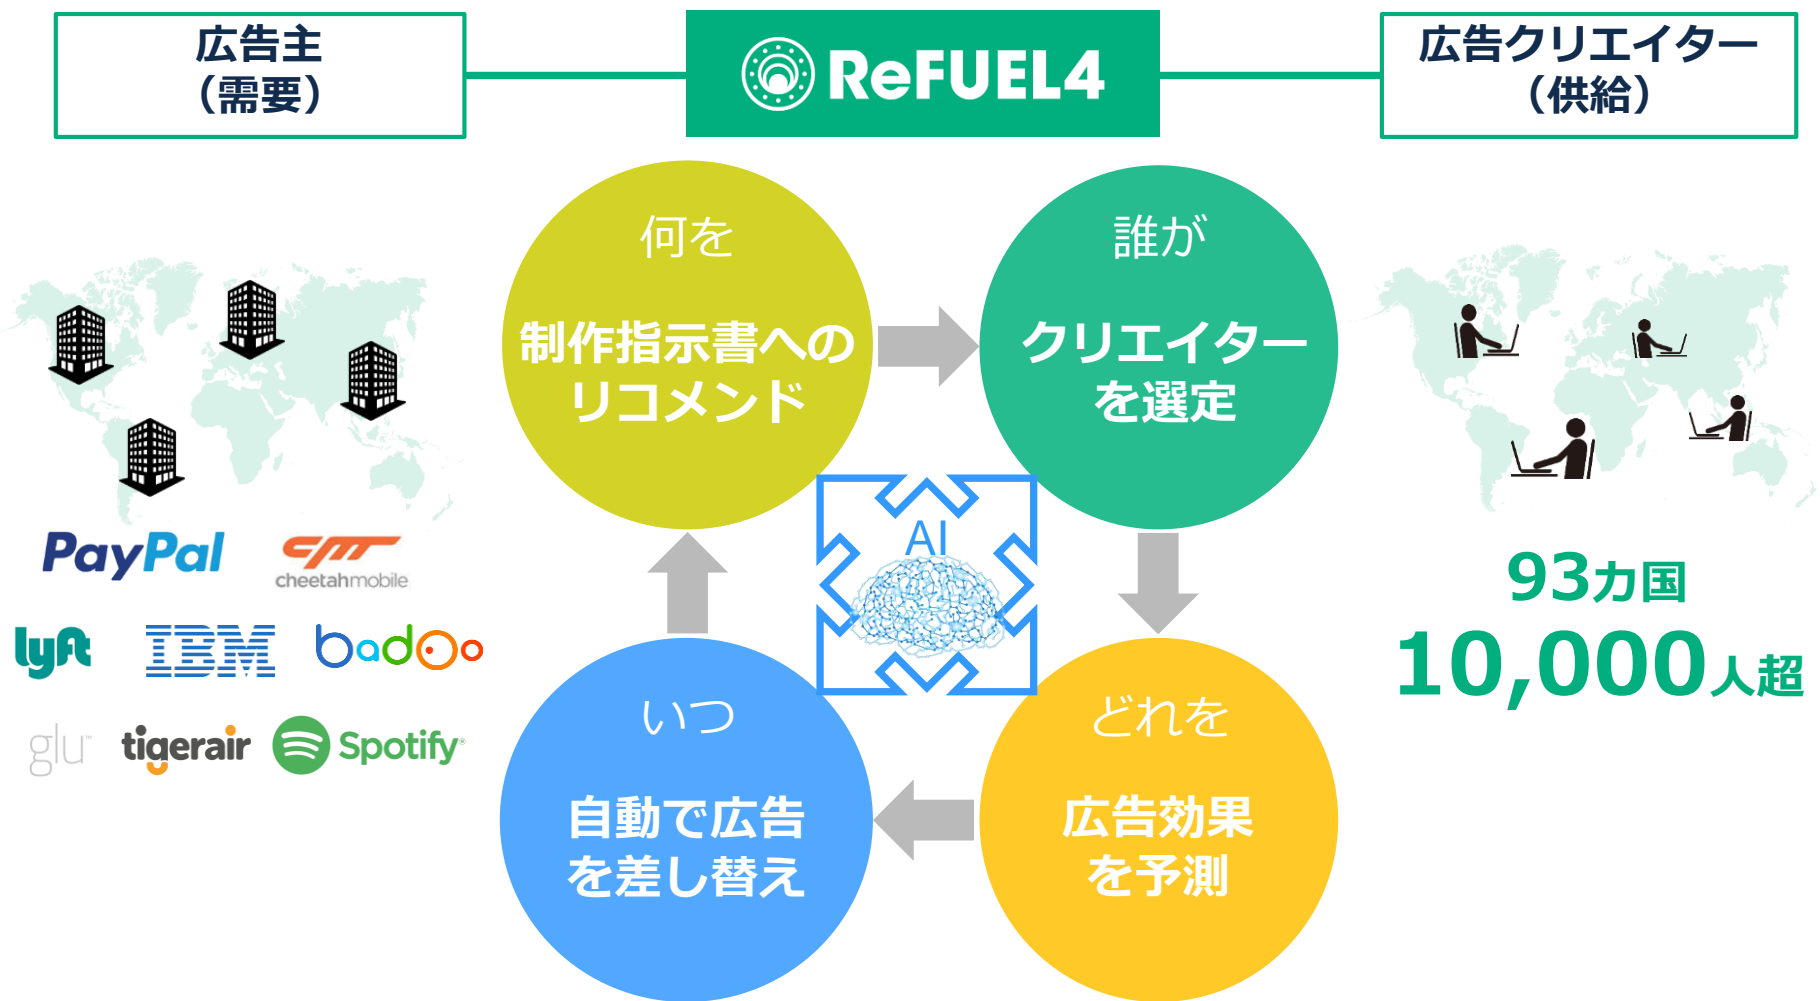 広告主
（需要）
ReFUEL4
広告クリエイター
（供給）
何を
制作指示書への
リコメンド
誰が
クリエイター
を選定
AI
いつ
自動で広告
を差し替え
どれを
広告効果
を予測
PayPal
cheetahmobile
lyft
IBM
badoo
glu™
tigerair
Spotify®
93カ国
10,000人超